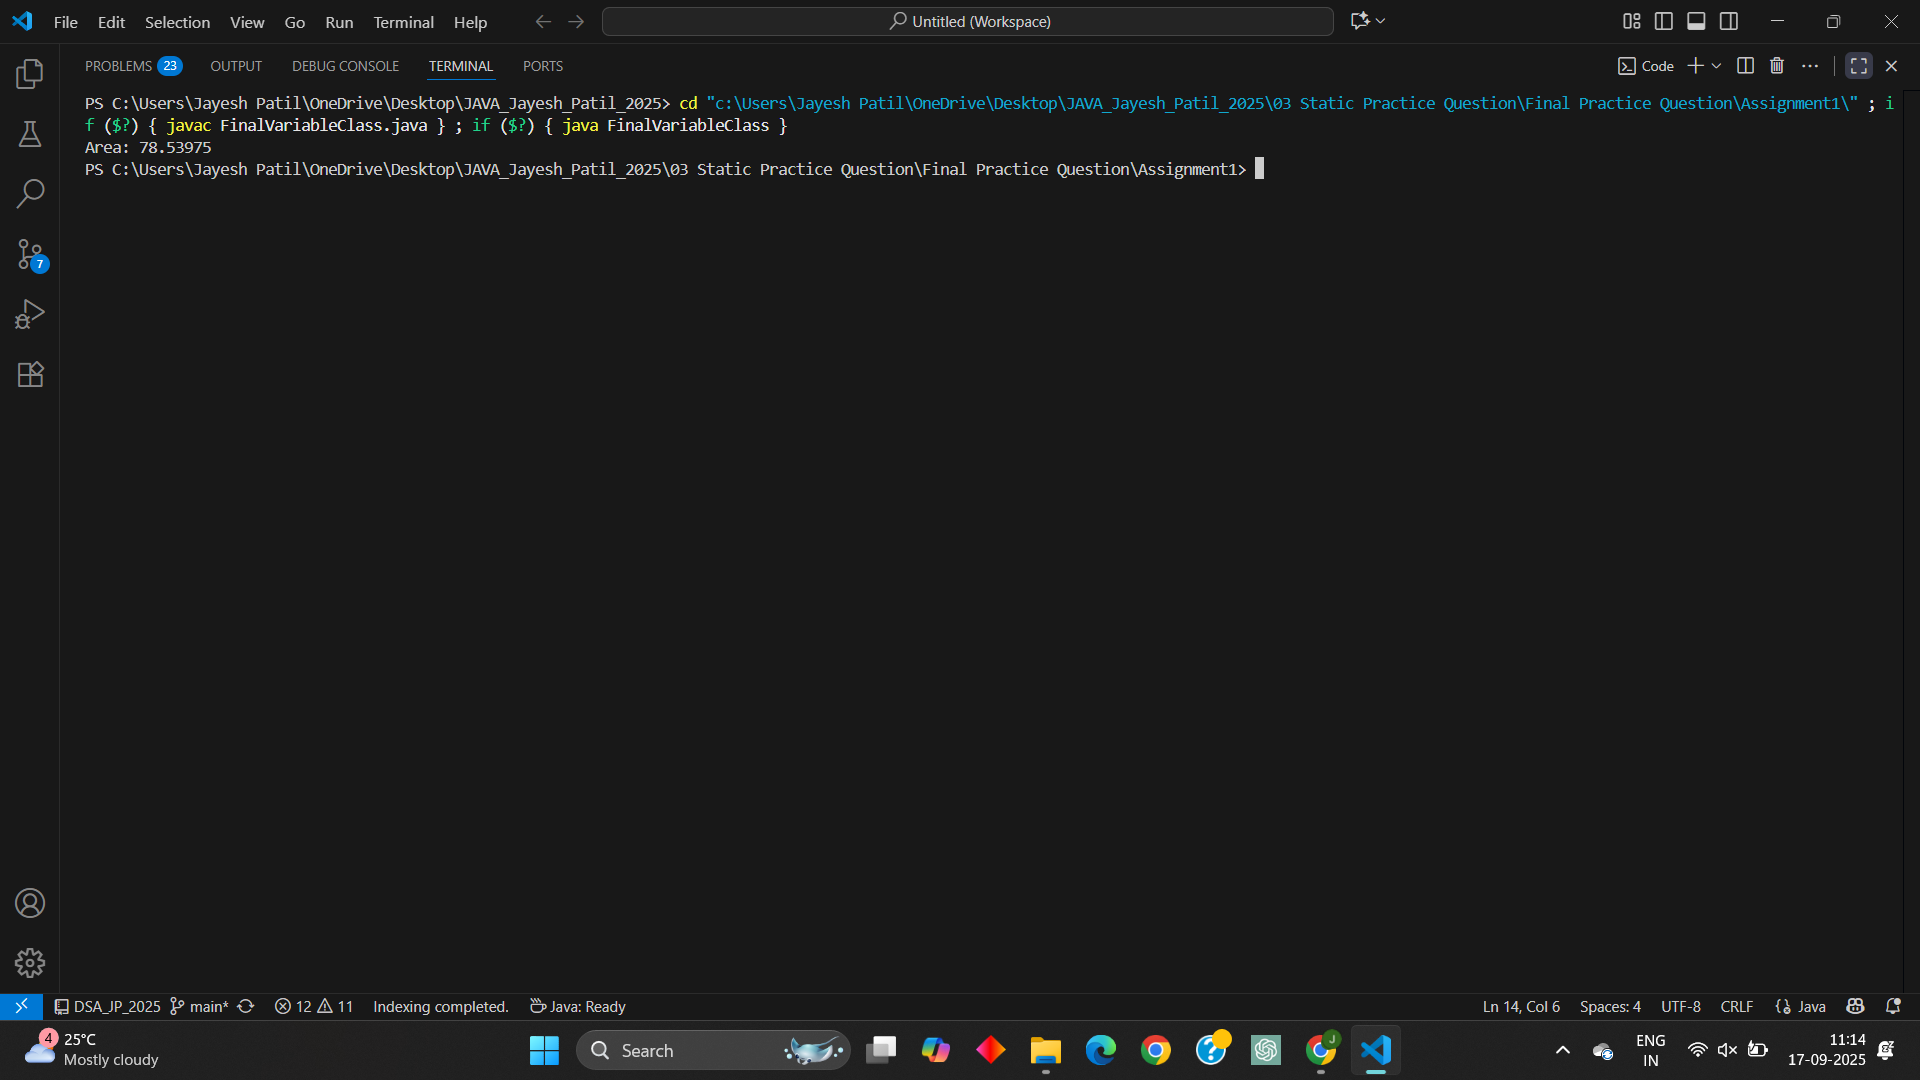 File Edit Selection View Go Run Terminal Help Untitled (Workspace)
PROBLEMS 23 OUTPUT DEBUG CONSOLE TERMINAL PORTS Code
PS C:\Users\Jayesh Patil\OneDrive\Desktop\JAVA_Jayesh_Patil_2025> cd "c:\Users\Jayesh Patil\OneDrive\Desktop\JAVA_Jayesh_Patil_2025\03 Static Practice Question\Final Practice Question\Assignment1\" ; i
f ($?) { javac FinalVariableClass.java } ; if ($?) { java FinalVariableClass }
Area: 78.53975
PS C:\Users\Jayesh Patil\OneDrive\Desktop\JAVA_Jayesh_Patil_2025\03 Static Practice Question\Final Practice Question\Assignment1>
7
DSA_JP_2025 main* 12 11 Indexing completed. Java: Ready Ln 14, Col 6 Spaces: 4 UTF-8 CRLF Java
4 25°C
Mostly cloudy
Search
J
ENG
IN
11:14
17-09-2025